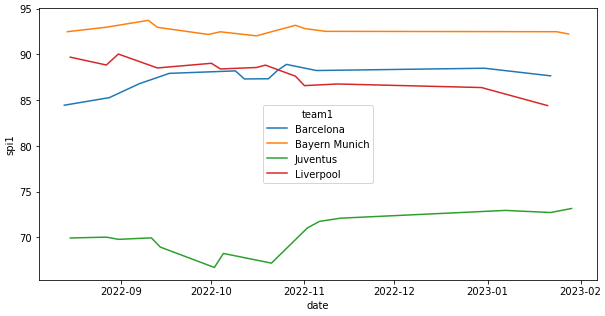 95
90
85
80
75
70
spi1
team1
Barcelona
Bayern Munich
Juventus
Liverpool
2022-09 2022-10 2022-11 2022-12 2023-01 2023-02
date